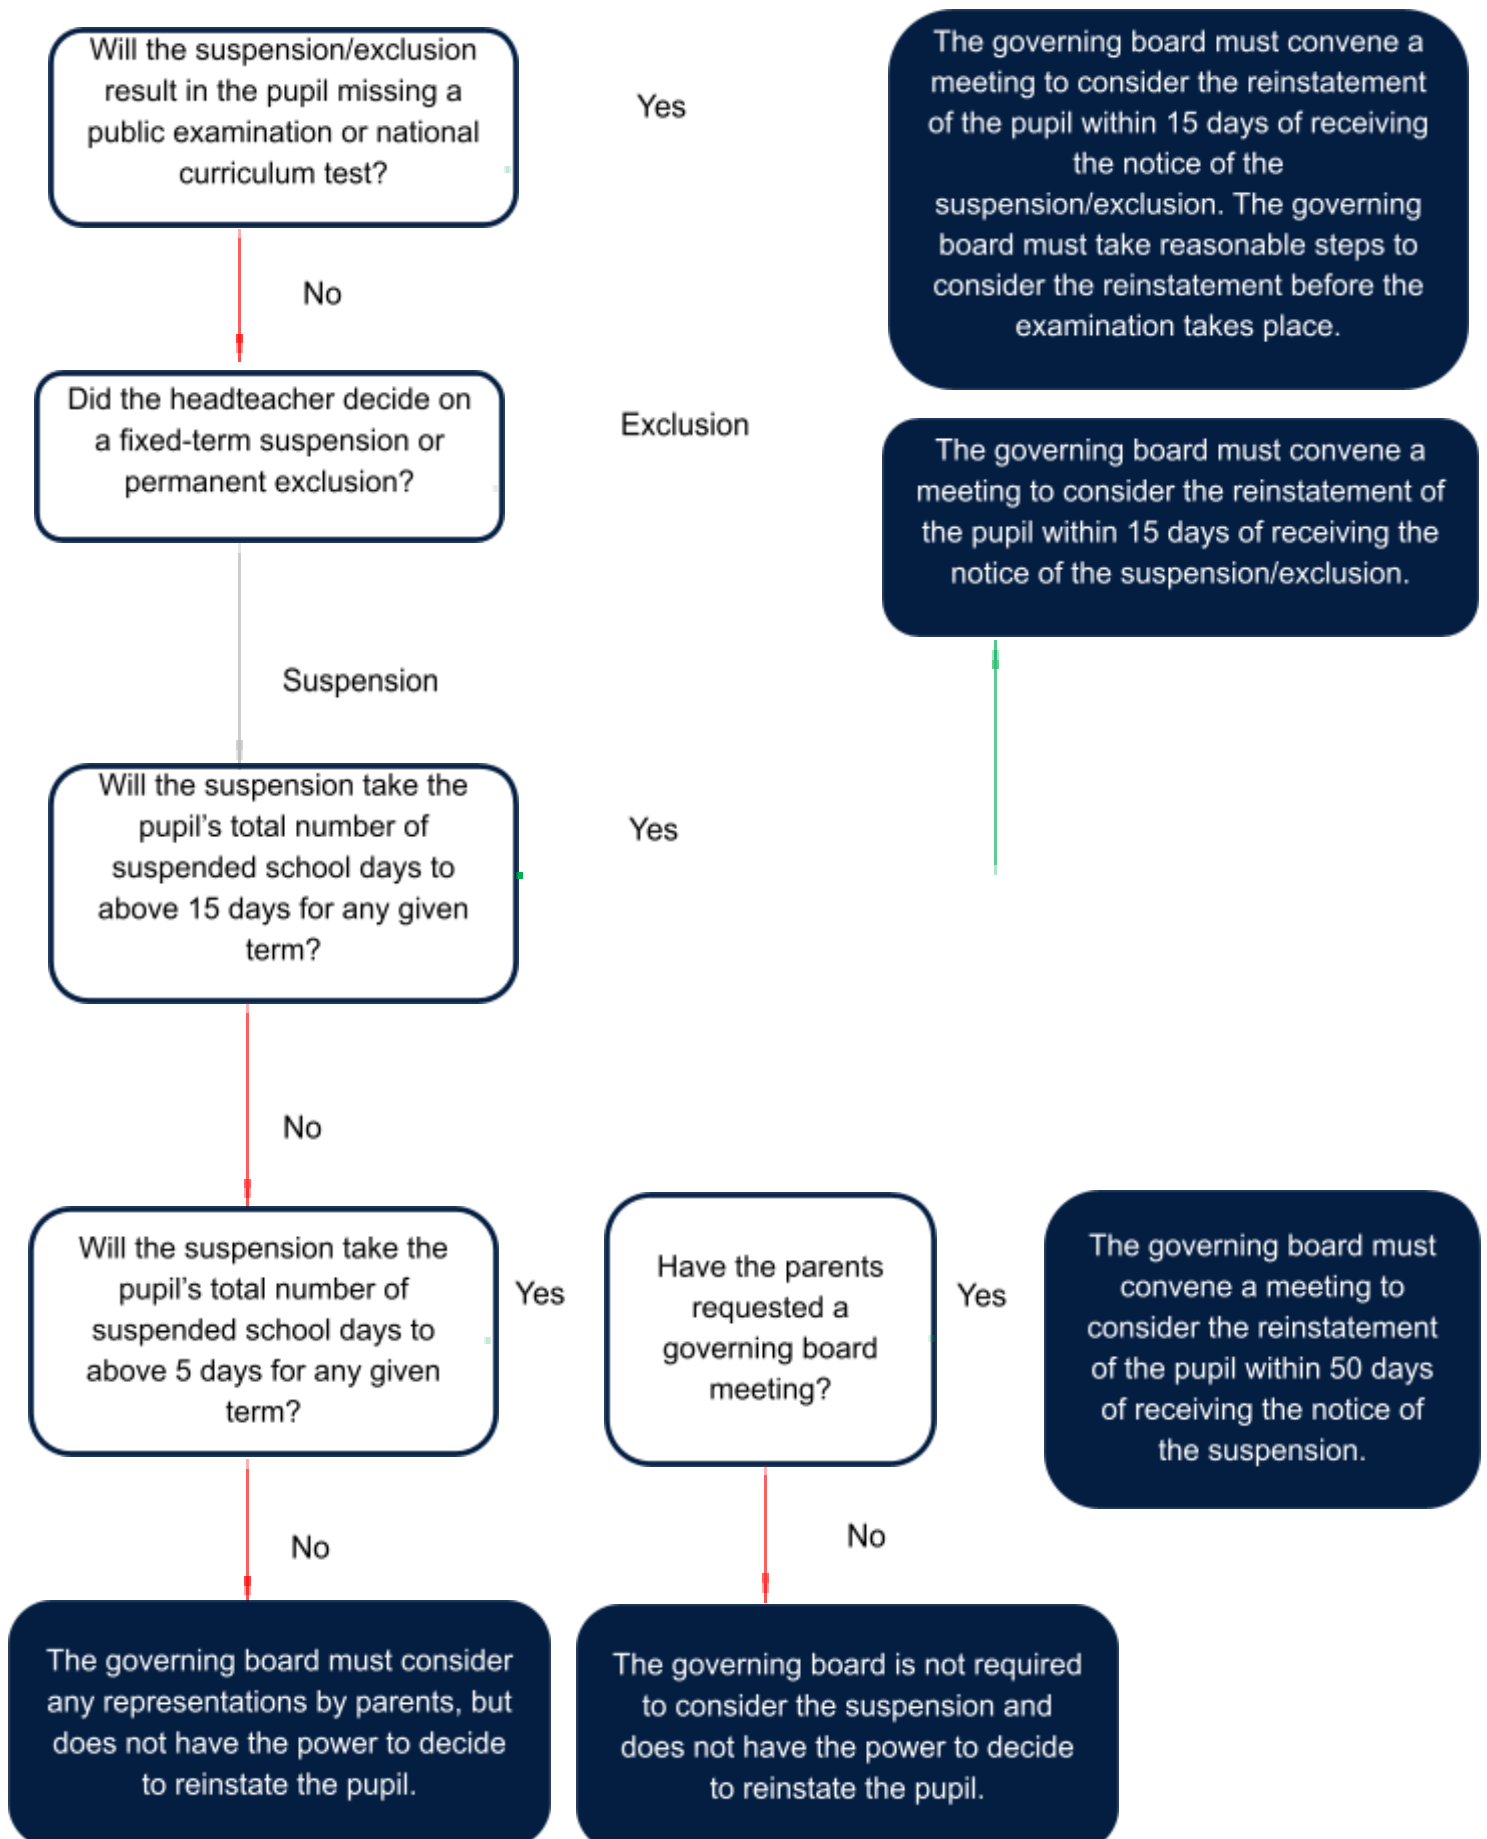 Will the suspension/exclusion
result in the pupil missing a
public examination or national
curriculum test?
Yes
The governing board must convene a
meeting to consider the reinstatement
of the pupil within 15 days of receiving
the notice of the
suspension/exclusion. The governing
board must take reasonable steps to
consider the reinstatement before the
examination takes place.
No
Did the headteacher decide on
a fixed-term suspension or
permanent exclusion?
Exclusion
The governing board must convene a
meeting to consider the reinstatement of
the pupil within 15 days of receiving the
notice of the suspension/exclusion.
Suspension
Will the suspension take the
pupil’s total number of
suspended school days to
above 15 days for any given
term?
Yes
No
Will the suspension take the
pupil’s total number of
suspended school days to
above 5 days for any given
term?
Yes
Have the parents
requested a
governing board
meeting?
Yes
The governing board must
convene a meeting to
consider the reinstatement
of the pupil within 50 days
of receiving the notice of
the suspension.
No
No
The governing board must consider
any representations by parents, but
does not have the power to decide
to reinstate the pupil.
The governing board is not required
to consider the suspension and
does not have the power to decide
to reinstate the pupil.